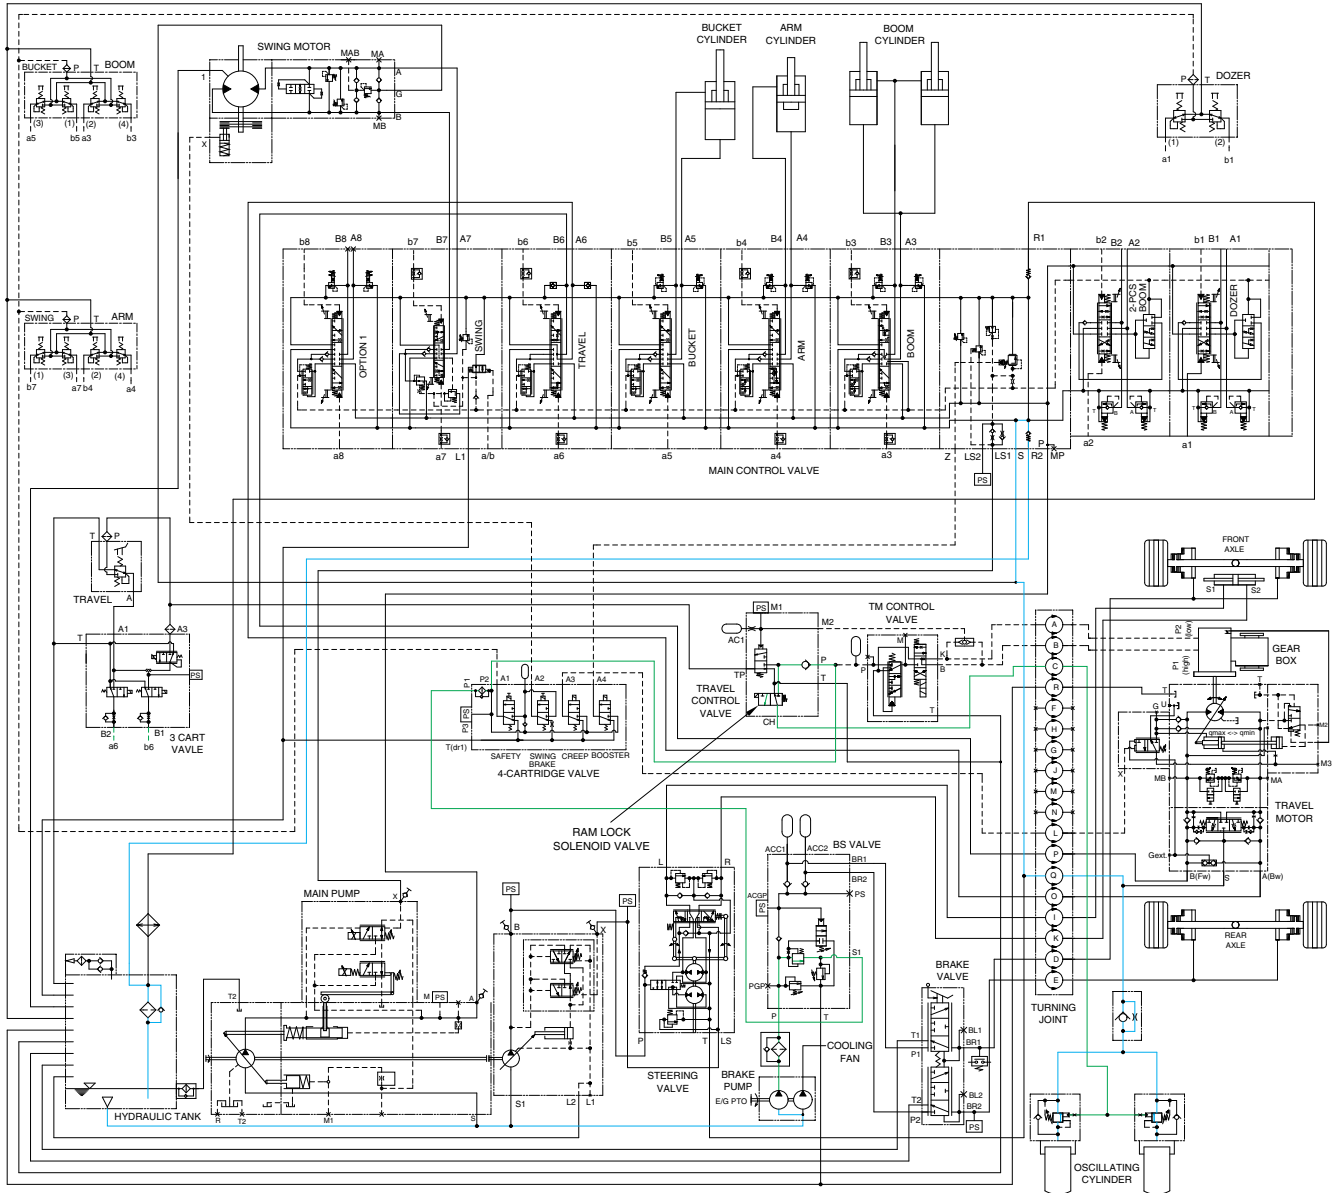 BUCKET CYLINDER
ARM CYLINDER
BOOM CYLINDER
SWING MOTOR
MAB MA
1
A
G
B
MB
X
BUCKET P T BOOM
(3) (1) (2) (4)
a5 b5 a3 b3
P T DOZER
(1) (2)
a1 b1
SWING P T ARM
(1) (3) (2) (4)
b7 a7 b4 a4
b8 B8 A8 b7 B7 A7 b6 B6 A6 b5 B5 A5 b4 B4 A4 b3 B3 A3 R1 b2 B2 A2 b1 B1 A1
OPTION 1
SWING
TRAVEL
BUCKET
ARM
BOOM
2-PCS BOOM
DOZER
T B A T T B A T
a8 a7 L1 a/b a6 a5 a4 a3 Z LS2 LS1 S R2 P MP a2 a1
MAIN CONTROL VALVE
PS
T P
TRAVEL A
A1 A3
T
PS
B2 B1
a6 b6
3 CART VAVLE
P1 P2 A1 A2 A3 A4
PS
P3
T(dr1)
SAFETY SWING BRAKE CREEP BOOSTER
4-CARTRIDGE VALVE
PS M1
M2
AC1
TP
P
T
CH
TRAVEL CONTROL VALVE
RAM LOCK SOLENOID VALVE
TM CONTROL VALVE
M
K
P B
T
A
B
C
R
F
H
G
J
M
N
L
P
Q
O
I
K
D
E
TURNING JOINT
FRONT AXLE
S1 S2
P2 (low)
P1 (high)
GEAR BOX
T T
U
G
qmax <-> qmin
M2
M3
X
MB MA
TRAVEL MOTOR
Gext.
B(Fw) S A(Bw)
REAR AXLE
MAIN PUMP
X
T2
M PS A
R T2 M1 S
HYDRAULIC TANK
PS
B X
PS
S1 L2 L1
L R
P T LS
STEERING VALVE
ACC1 ACC2 BS VALVE
BR1
BR2
ACGP
PS
PS
S1
PGP
P T
COOLING FAN
BRAKE PUMP
E/G PTO
BRAKE VALVE
T1
P1
BL1
BR1
T2
P2
BL2
BR2
PS
OSCILLATING CYLINDER